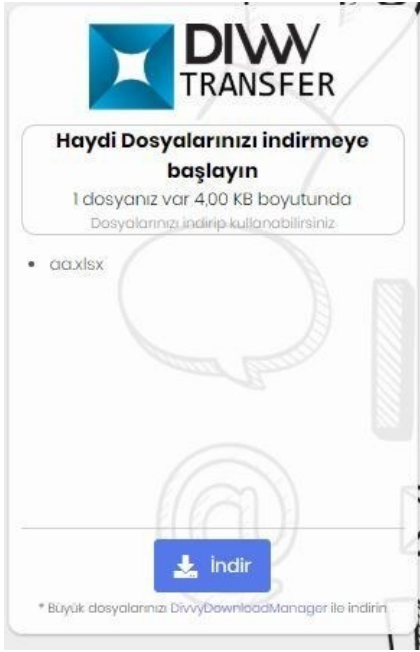 DIVVY
TRANSFER
Haydi Dosyalarınızı indirmeye
başlayın
1 dosyanız var 4,00 KB boyutunda
Dosyalarınızı indirip kullanabilirsiniz
• aa.xlsx
İndir
* Büyük dosyalarınızı DivvyDownloadManager ile indirin